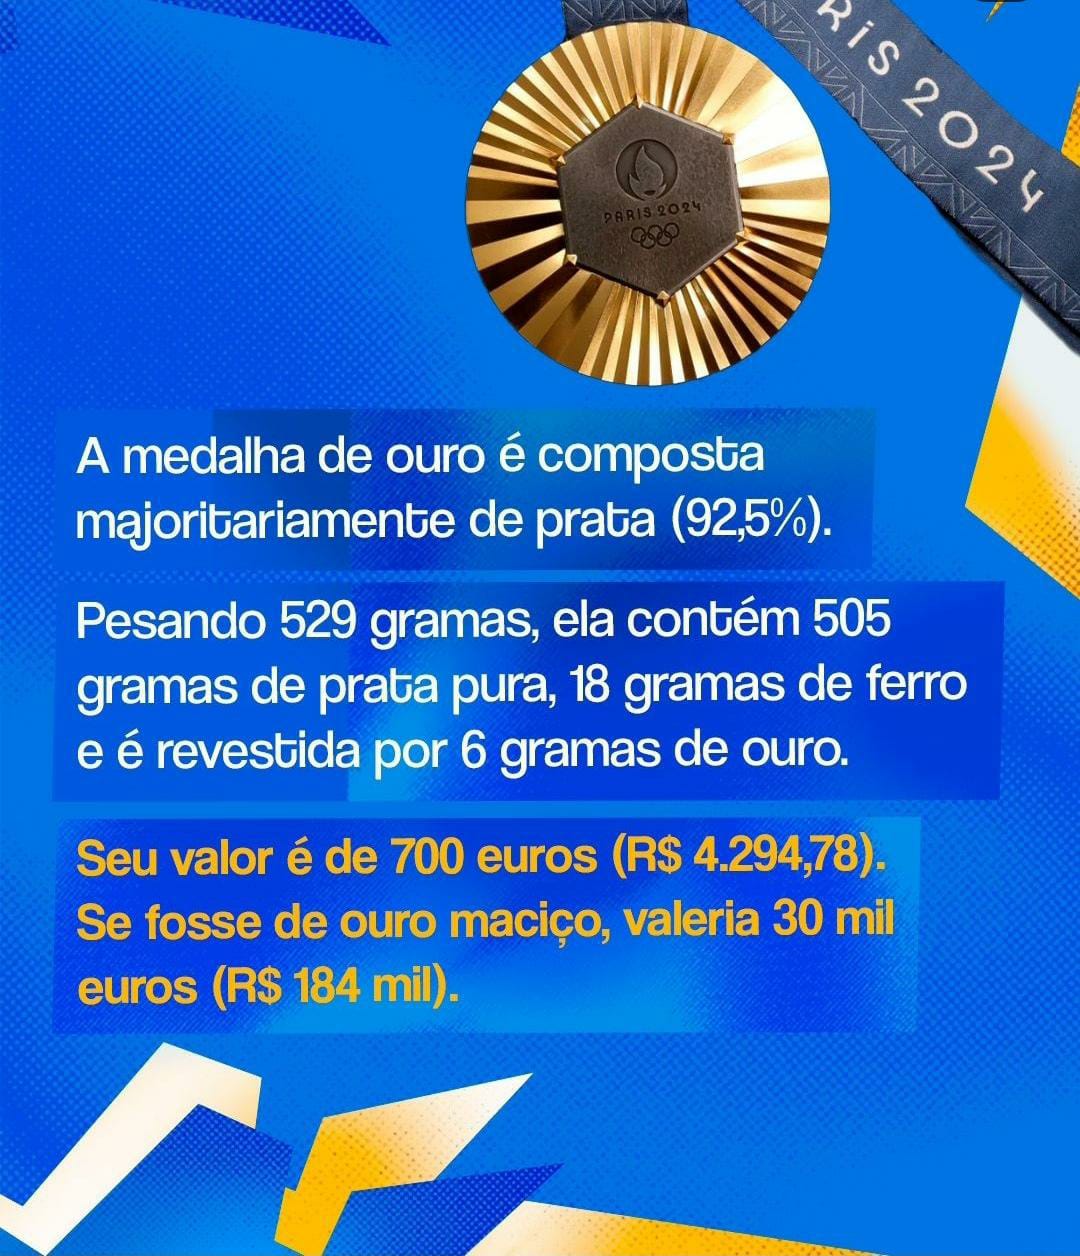 RiS 2024
PARIS 2024
A medalha de ouro é composta
majoritariamente de prata (92,5%).
Pesando 529 gramas, ela contém 505
gramas de prata pura, 18 gramas de ferro
e é revestida por 6 gramas de ouro.
Seu valor é de 700 euros (R$ 4.294,78).
Se fosse de ouro maciço, valeria 30 mil
euros (R$ 184 mil).